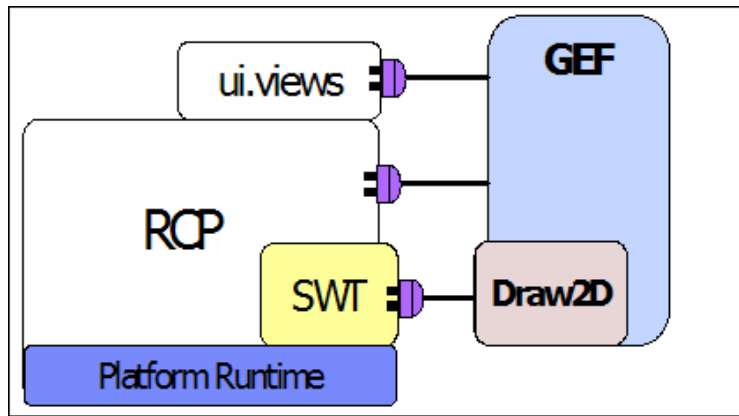 ui.views
GEF
RCP
SWT
Draw2D
Platform Runtime